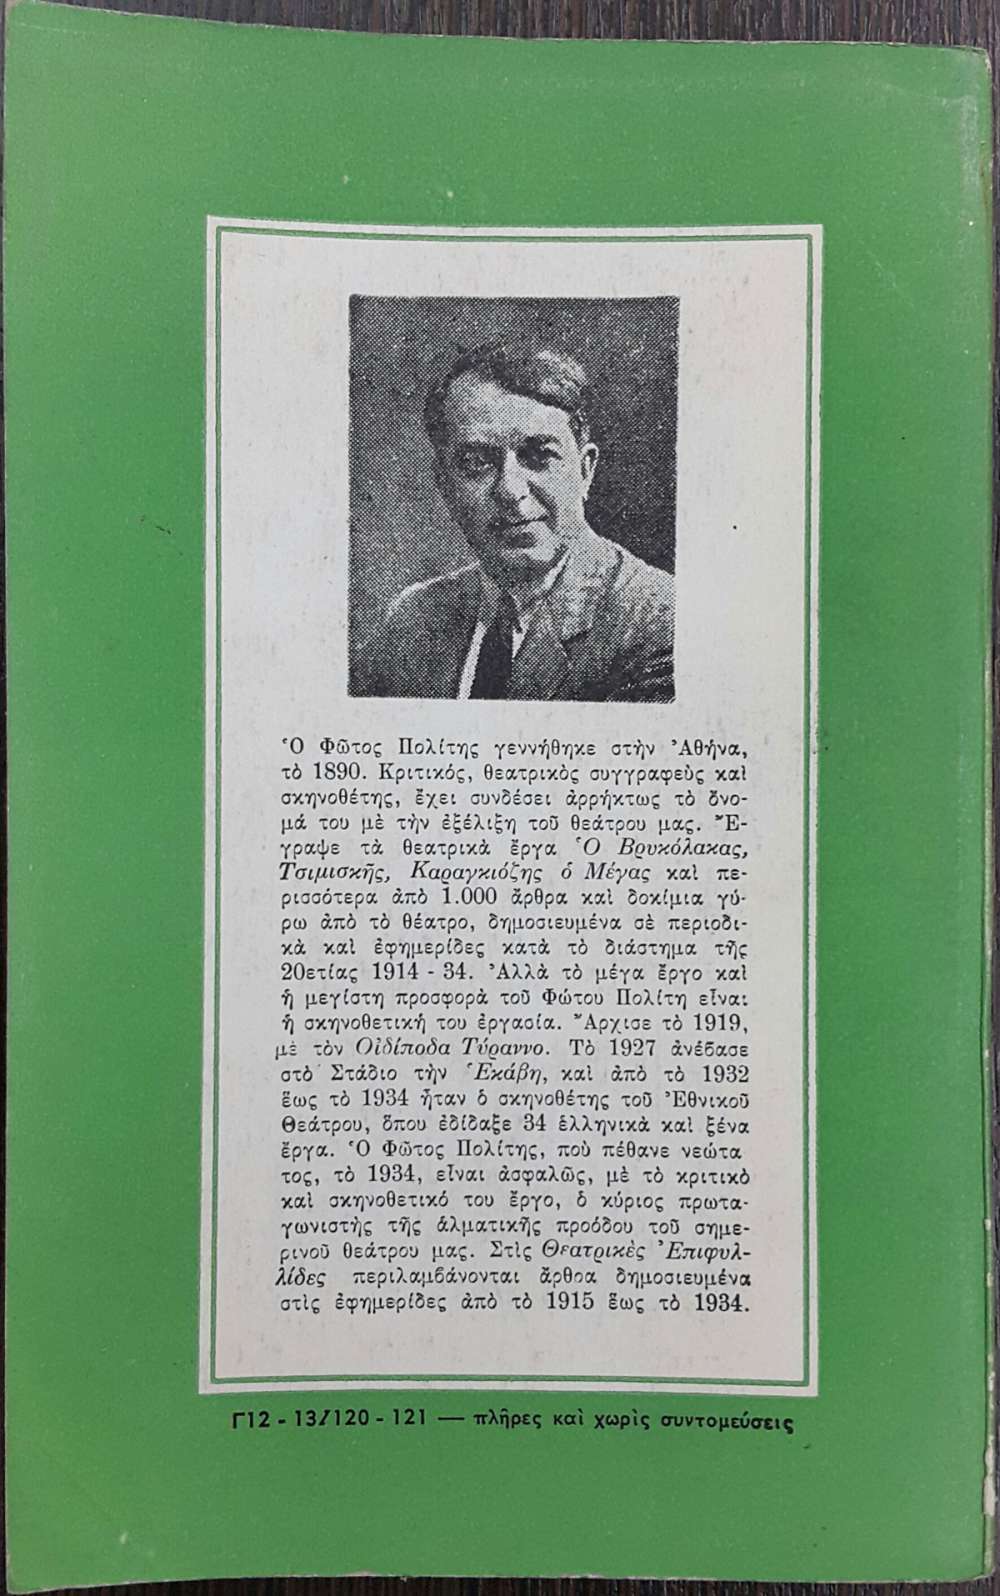 Ὁ Φῶτος Πολίτης γεννήθηκε στὴν Ἀθήνα,
τὸ 1890. Κριτικός, θεατρικὸς συγγραφεὺς καὶ
σκηνοθέτης, ἔχει συνδέσει ἀρρήκτως τὸ ὄνο-
μά του μὲ τὴν ἐξέλιξη τοῦ θεάτρου μας. Ἔ-
γραψε τὰ θεατρικὰ ἔργα Ὁ Βρυκόλακας,
Τσιμισκῆς, Καραγκιόζης ὁ Μέγας καὶ πε-
ρισσότερα ἀπὸ 1.000 ἄρθρα καὶ δοκίμια γύ-
ρω ἀπὸ τὸ θέατρο, δημοσιευμένα σὲ περιοδι-
κὰ καὶ ἐφημερίδες κατὰ τὸ διάστημα τῆς
20ετίας 1914 - 34. Ἀλλὰ τὸ μέγα ἔργο καὶ
ἡ μεγίστη προσφορὰ τοῦ Φώτου Πολίτη εἶναι
ἡ σκηνοθετική του ἐργασία. Ἄρχισε τὸ 1919,
μὲ τὸν Οἰδίποδα Τύραννο. Τὸ 1927 ἀνέβασε
στὸ Στάδιο τὴν Ἑκάβη, καὶ ἀπὸ τὸ 1932
ἕως τὸ 1934 ἦταν ὁ σκηνοθέτης τοῦ Ἐθνικοῦ
Θεάτρου, ὅπου ἐδίδαξε 34 ἑλληνικὰ καὶ ξένα
ἔργα. Ὁ Φῶτος Πολίτης, ποὺ πέθανε νεώτα
τος, τὸ 1934, εἶναι ἀσφαλῶς, μὲ τὸ κριτικὸ
καὶ σκηνοθετικό του ἔργο, ὁ κύριος πρωτα-
γωνιστὴς τῆς ἁλματικῆς προόδου τοῦ σημε-
ρινοῦ θεάτρου μας. Στὶς Θεατρικὲς Ἐπιφυλ-
λίδες περιλαμβάνονται ἄρθρα δημοσιευμένα
στὶς ἐφημερίδες ἀπὸ τὸ 1915 ἕως τὸ 1934.
Γ12 - 13/120 - 121 — πλῆρες καὶ χωρὶς συντομεύσεις